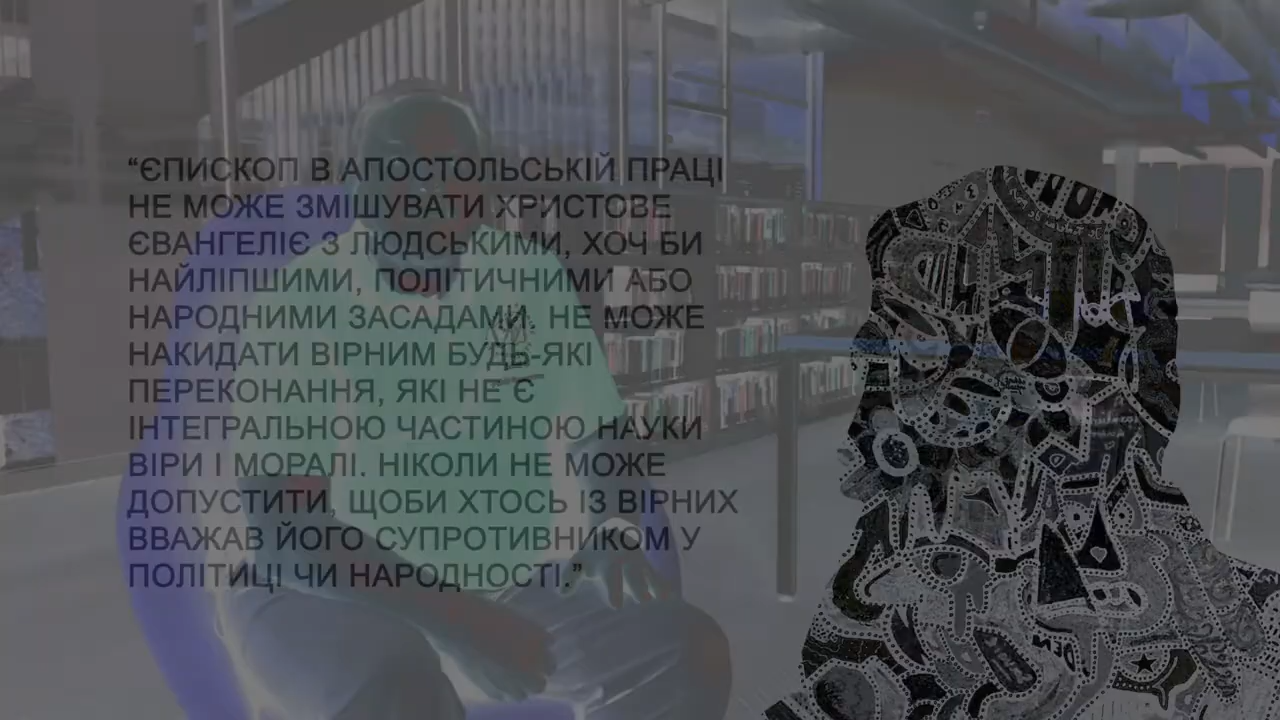 “ЄПИСКОП В АПОСТОЛЬСЬКІЙ ПРАЦІ
НЕ МОЖЕ ЗМІШУВАТИ ХРИСТОВЕ
ЄВАНГЕЛІЄ З ЛЮДСЬКИМИ, ХОЧ БИ
НАЙЛІПШИМИ, ПОЛІТИЧНИМИ АБО
НАРОДНИМИ ЗАСАДАМИ, НЕ МОЖЕ
НАКИДАТИ ВІРНИМ БУДЬ-ЯКІ
ПЕРЕКОНАННЯ, ЯКІ НЕ Є
ІНТЕГРАЛЬНОЮ ЧАСТИНОЮ НАУКИ
ВІРИ І МОРАЛІ. НІКОЛИ НЕ МОЖЕ
ДОПУСТИТИ, ЩОБИ ХТОСЬ ІЗ ВІРНИХ
ВВАЖАВ ЙОГО СУПРОТИВНИКОМ У
ПОЛІТИЦІ ЧИ НАРОДНОСТІ.”